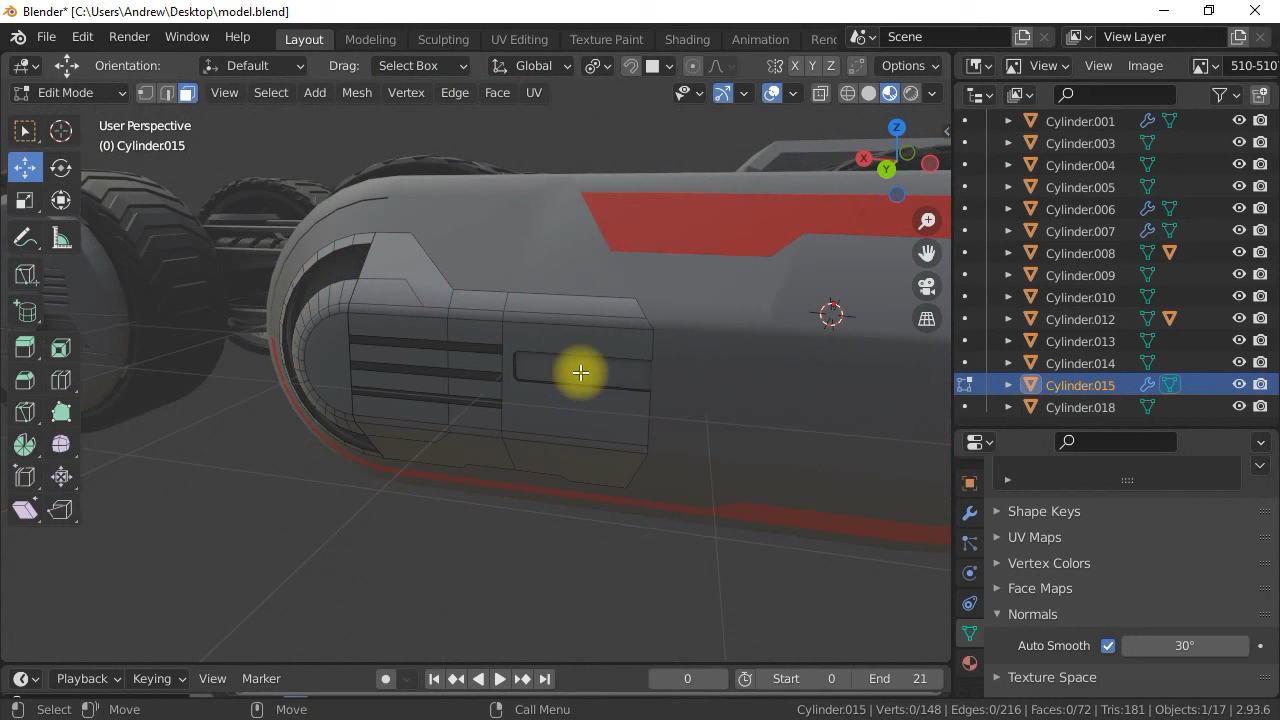 Blender* [C:\Users\Andrew\Desktop\model.blend]
File Edit Render Window Help
Layout Modeling Sculpting UV Editing Texture Paint Shading Animation Ren
Scene
View Layer
Orientation: Default Drag: Select Box Global X Y Z Options
View View Image 510-510
Edit Mode View Select Add Mesh Vertex Edge Face UV
User Perspective
(0) Cylinder.015
Z
X
Y
Cylinder.001
Cylinder.003
Cylinder.004
Cylinder.005
Cylinder.006
Cylinder.007
Cylinder.008
Cylinder.009
Cylinder.010
Cylinder.012
Cylinder.013
Cylinder.014
Cylinder.015
Cylinder.018
Shape Keys
UV Maps
Vertex Colors
Face Maps
Normals
Auto Smooth 30°
Texture Space
Playback Keying View Marker 0 Start 0 End 21
Select Move Move Call Menu
Cylinder.015 | Verts:0/148 | Edges:0/216 | Faces:0/72 | Tris:181 | Objects:1/17 | 2.93.6